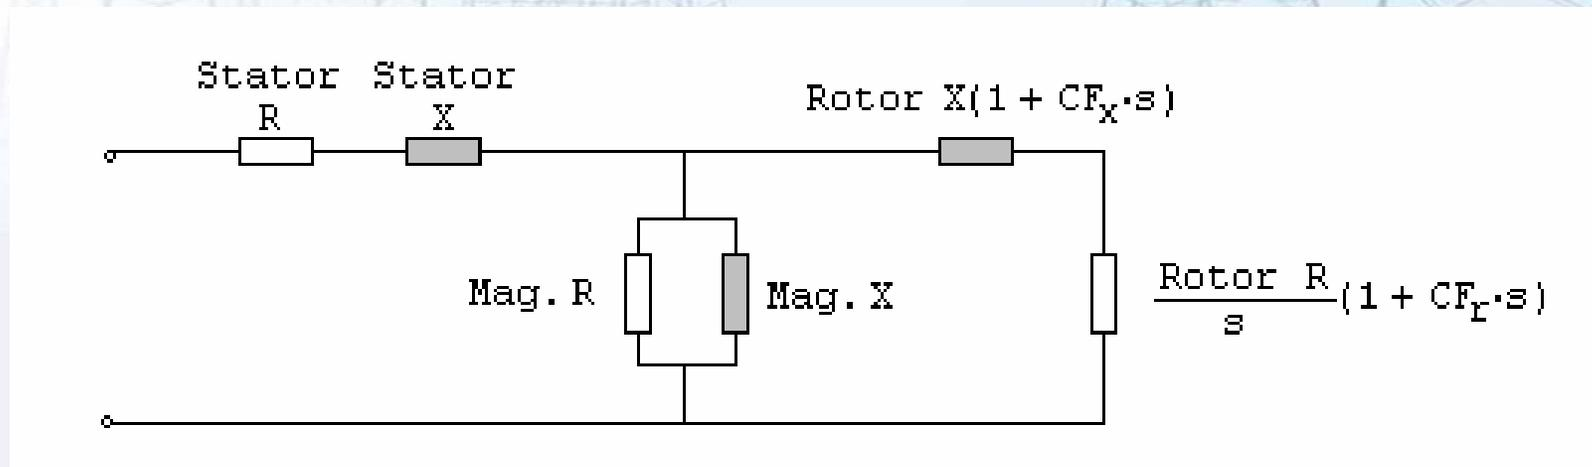 Stator Stator
R X
Rotor X(1 + CFx·s)
Mag. R
Mag. X
Rotor R
s
(1 + CFr·s)